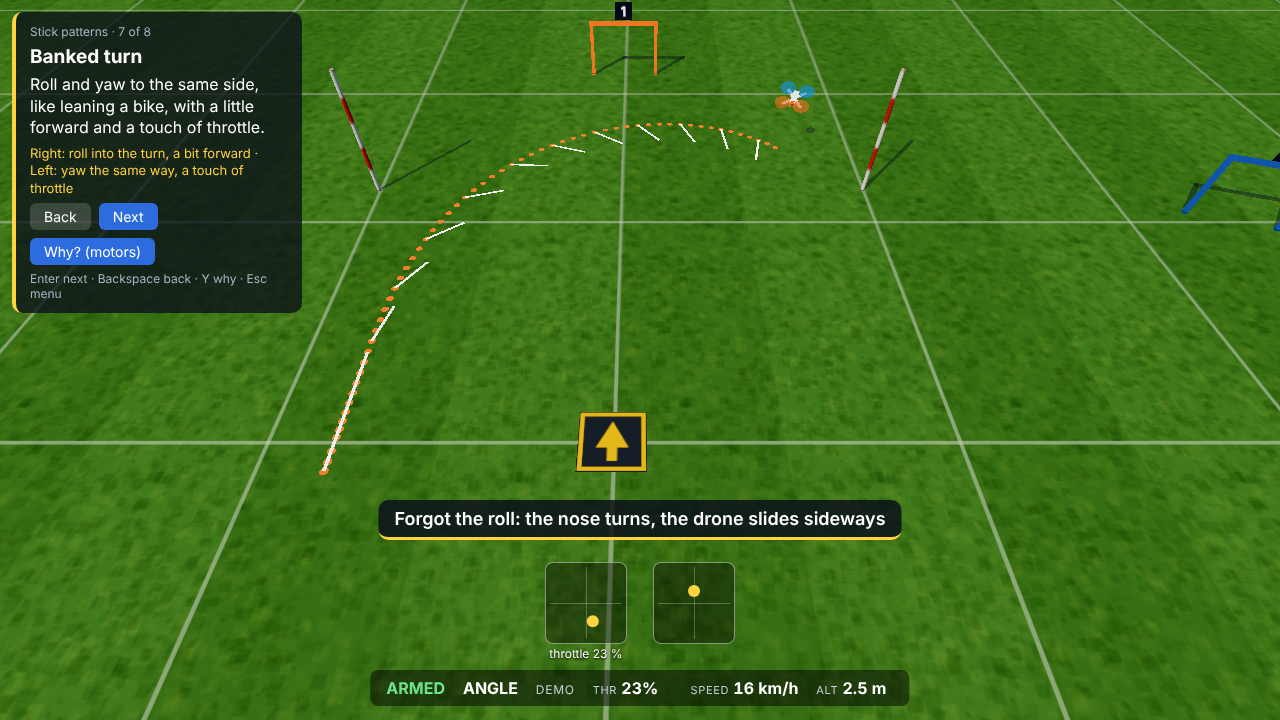 1
Stick patterns · 7 of 8
Banked turn
Roll and yaw to the same side,
like leaning a bike, with a little
forward and a touch of throttle.
Right: roll into the turn, a bit forward ·
Left: yaw the same way, a touch of
throttle
Back Next
Why? (motors)
Enter next · Backspace back · Y why · Esc
menu
Forgot the roll: the nose turns, the drone slides sideways
throttle 23 %
ARMED ANGLE DEMO THR 23% SPEED 16 km/h ALT 2.5 m